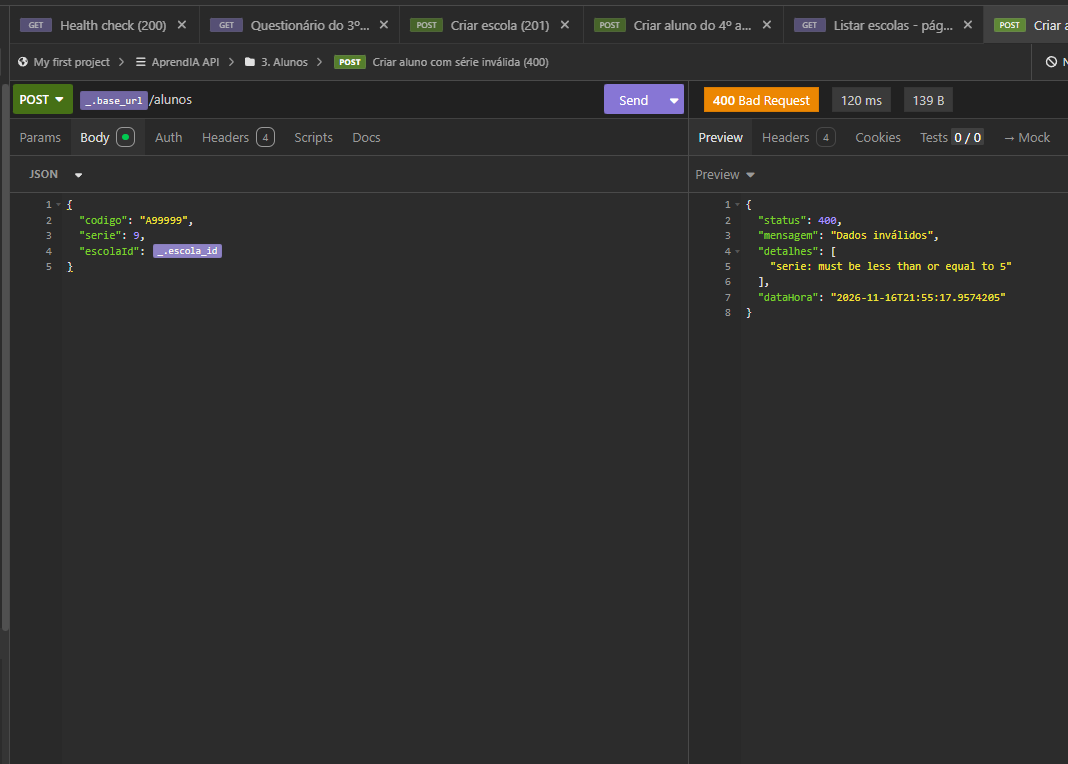 GET Health check (200) × GET Questionário do 3º... × POST Criar escola (201) × POST Criar aluno do 4º a... × GET Listar escolas - pág... × POST Criar a
My first project > AprendIA API > 3. Alunos > POST Criar aluno com série inválida (400)
POST _.base_url /alunos Send 400 Bad Request 120 ms 139 B
Params Body Auth Headers 4 Scripts Docs Preview Headers 4 Cookies Tests 0 / 0 → Mock
JSON Preview
1 {
2 "codigo": "A99999",
3 "serie": 9,
4 "escolaId": _.escola_id
5 }
1 {
2 "status": 400,
3 "mensagem": "Dados inválidos",
4 "detalhes": [
5 "serie: must be less than or equal to 5"
6 ],
7 "dataHora": "2026-11-16T21:55:17.9574205"
8 }